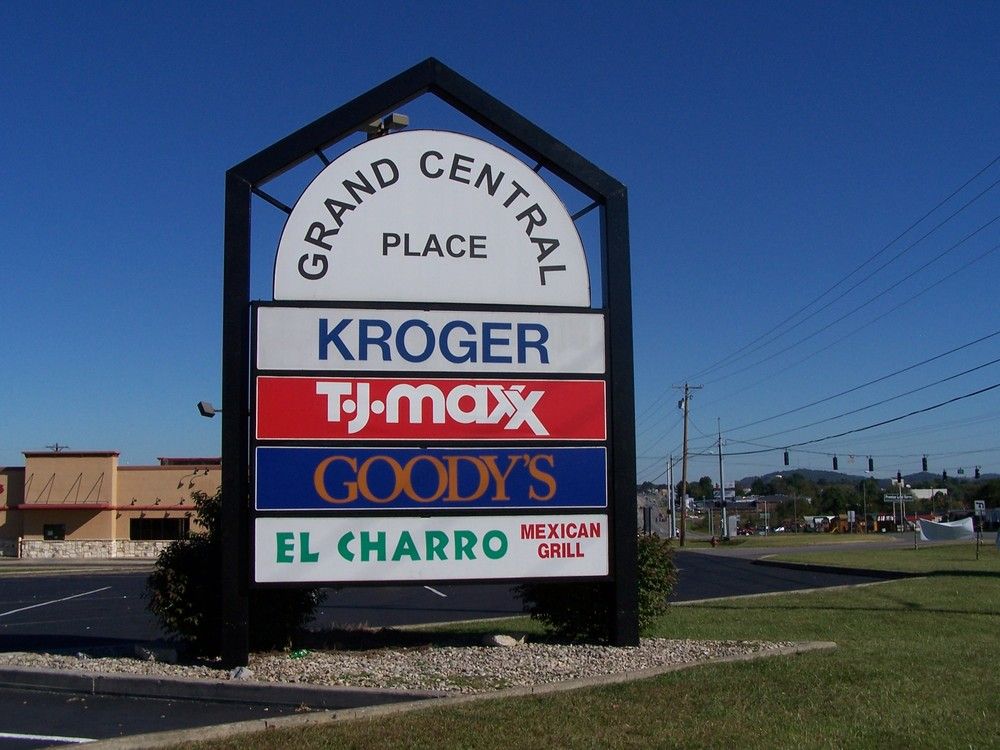 GRAND CENTRAL
PLACE
KROGER
T·J·maxx
GOODY'S
EL CHARRO
MEXICAN
GRILL